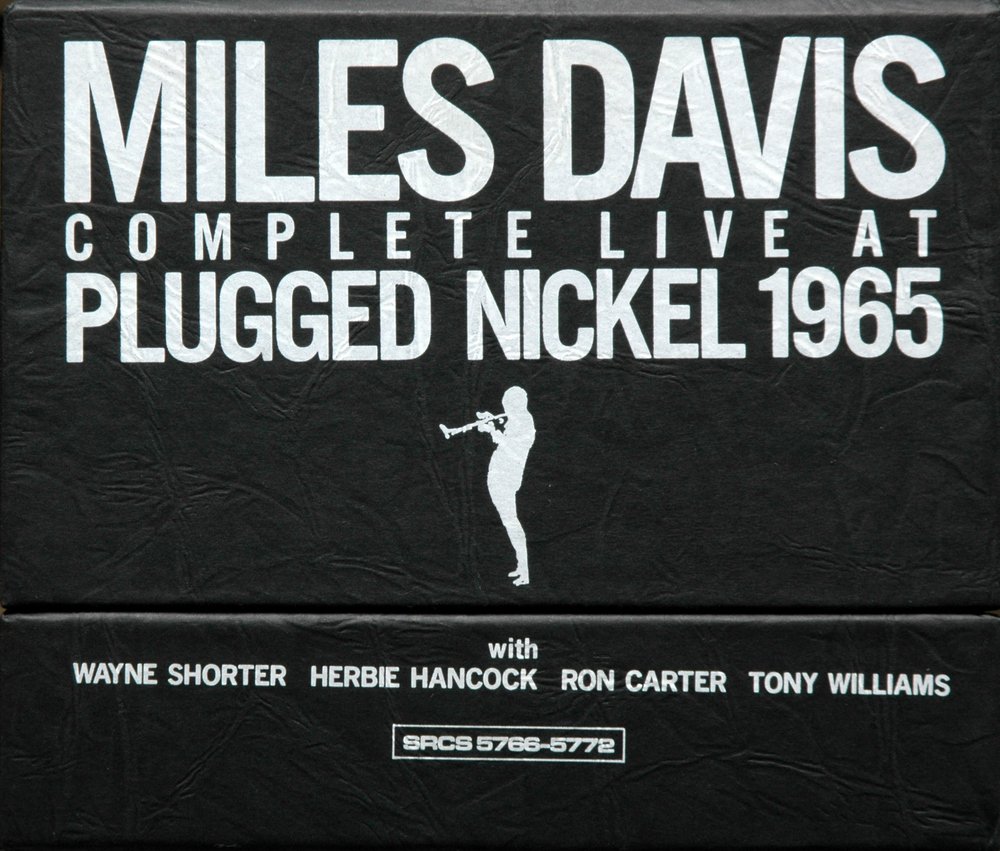 MILES DAVIS
COMPLETE LIVE AT
PLUGGED NICKEL 1965
with
WAYNE SHORTER HERBIE HANCOCK RON CARTER TONY WILLIAMS
SRCS 5766-5772